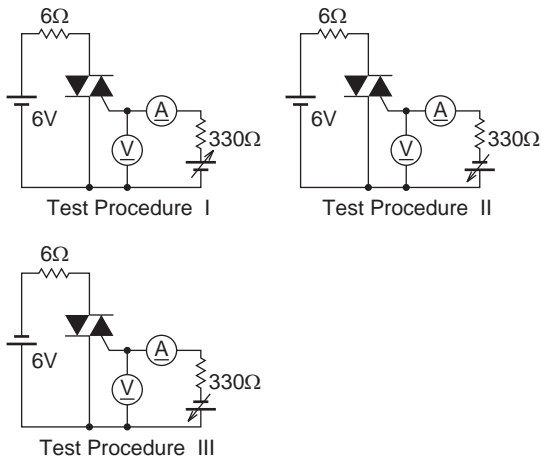 6Ω
6V
A
V
330Ω
Test Procedure I
6Ω
6V
A
V
330Ω
Test Procedure II
6Ω
6V
A
V
330Ω
Test Procedure III